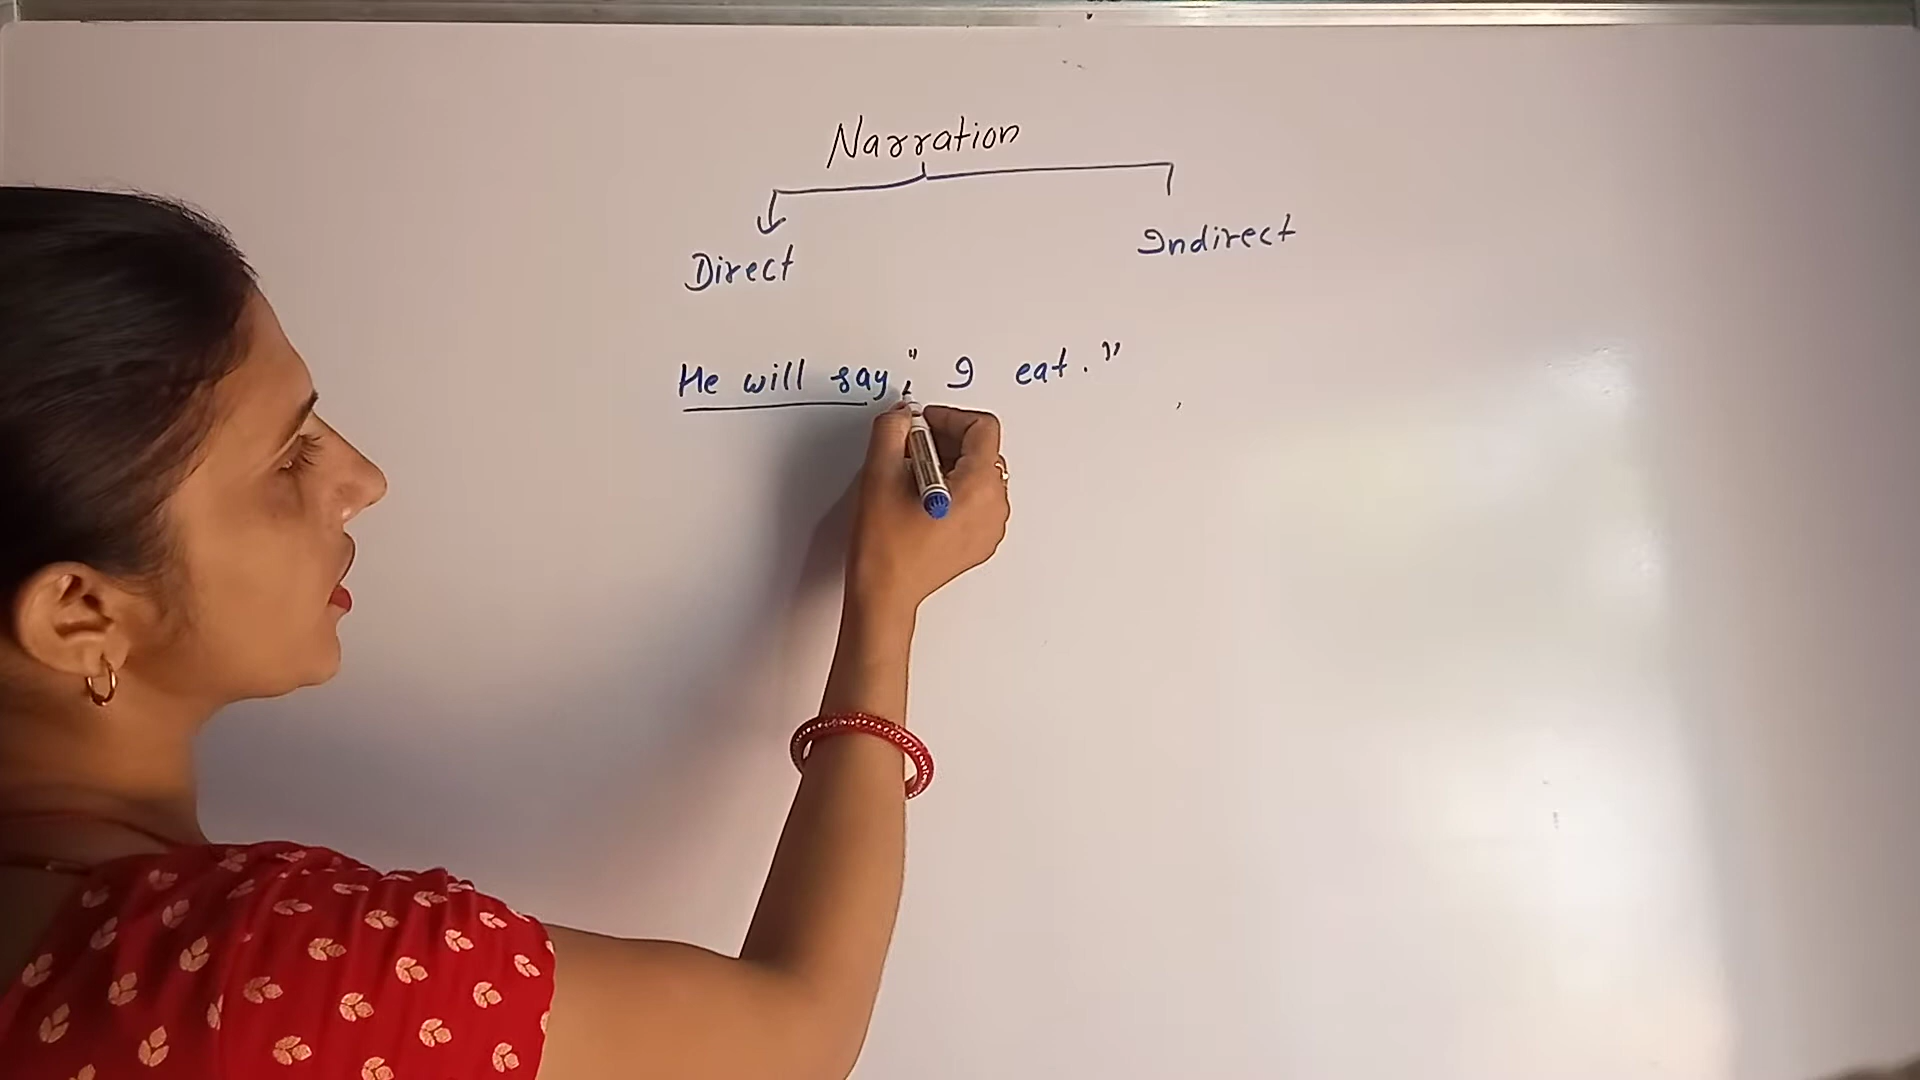 Narration
Direct
Indirect
He will say, " I eat. "